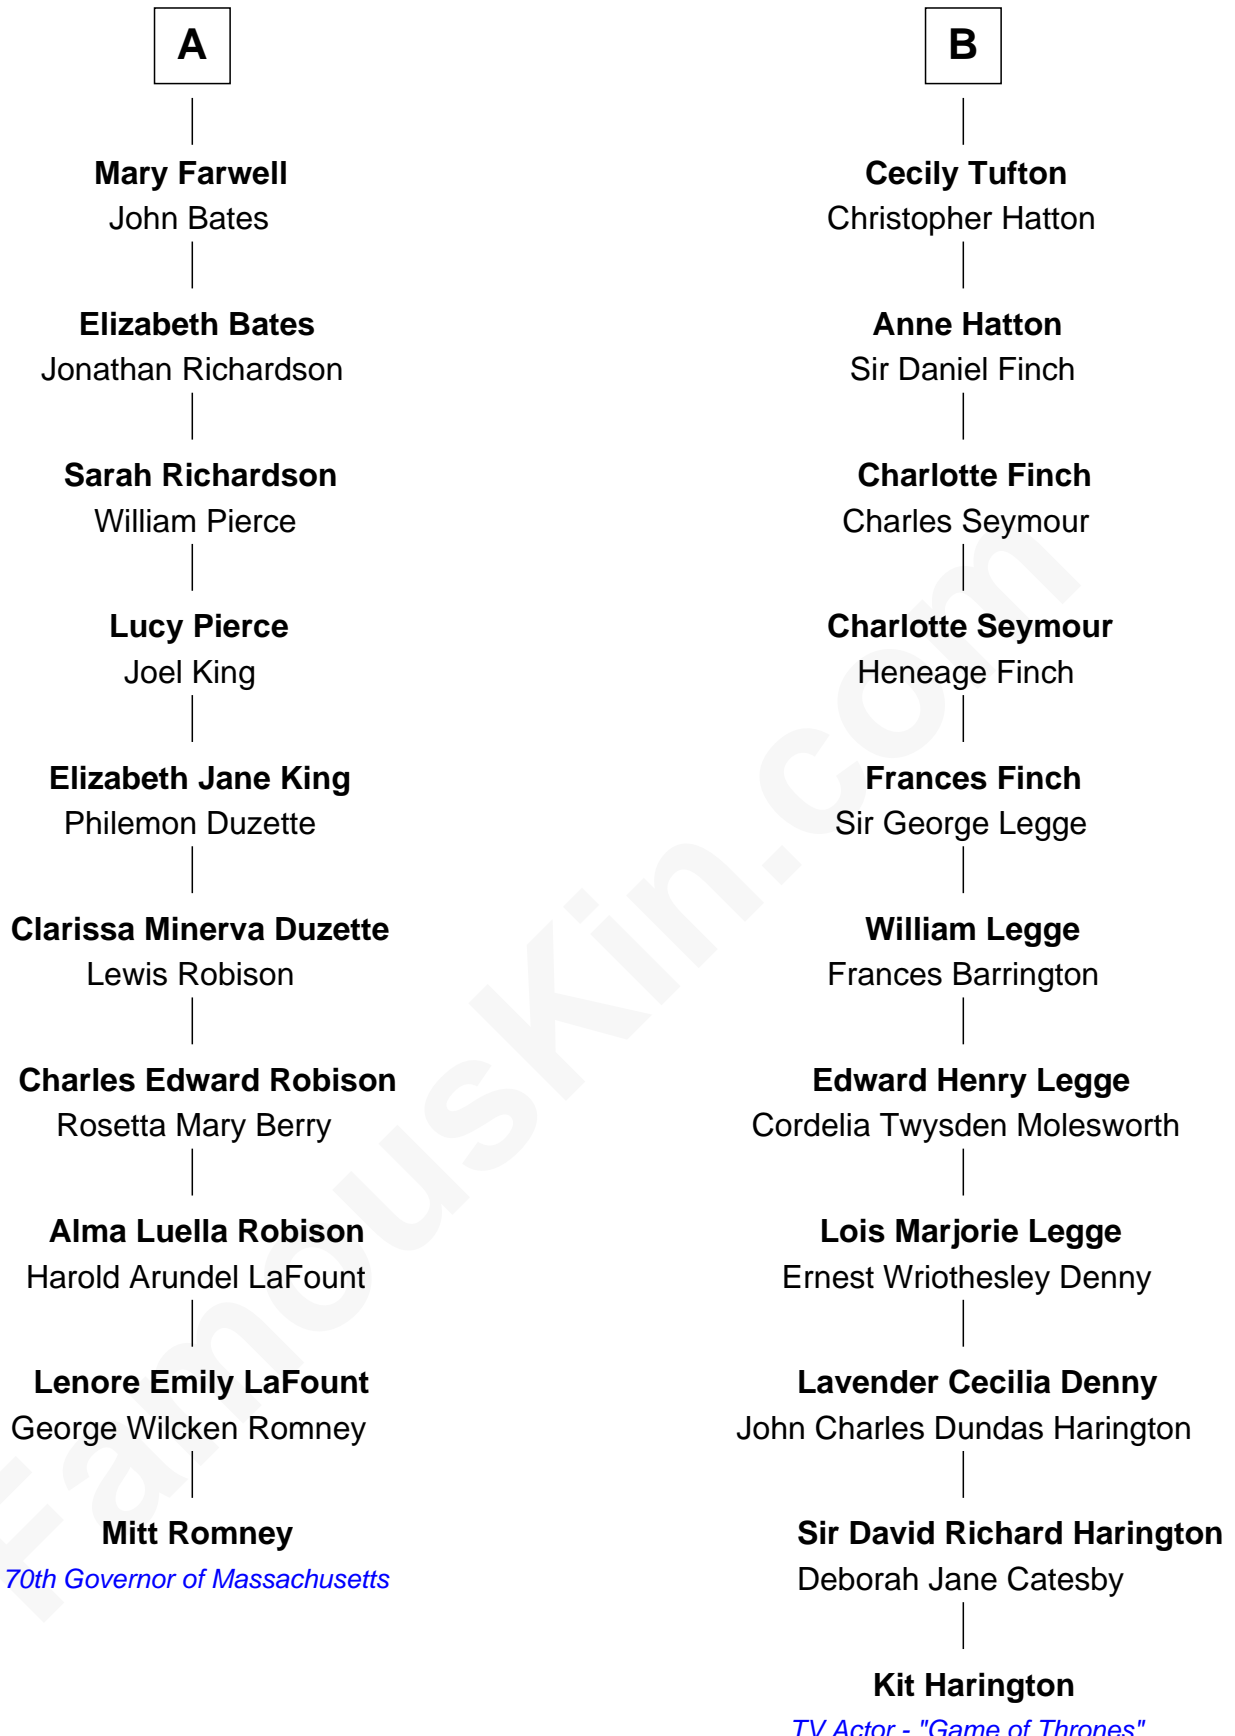 A
Mary Farwell
John Bates
Elizabeth Bates
Jonathan Richardson
Sarah Richardson
William Pierce
Lucy Pierce
Joel King
Elizabeth Jane King
Philemon Duzette
Clarissa Minerva Duzette
Lewis Robison
Charles Edward Robison
Rosetta Mary Berry
Alma Luella Robison
Harold Arundel LaFount
Lenore Emily LaFount
George Wilcken Romney
Mitt Romney
70th Governor of Massachusetts
B
Cecily Tufton
Christopher Hatton
Anne Hatton
Sir Daniel Finch
Charlotte Finch
Charles Seymour
Charlotte Seymour
Heneage Finch
Frances Finch
Sir George Legge
William Legge
Frances Barrington
Edward Henry Legge
Cordelia Twysden Molesworth
Lois Marjorie Legge
Ernest Wriothesley Denny
Lavender Cecilia Denny
John Charles Dundas Harington
Sir David Richard Harington
Deborah Jane Catesby
Kit Harington
TV Actor - "Game of Thrones"
FamousKin.com